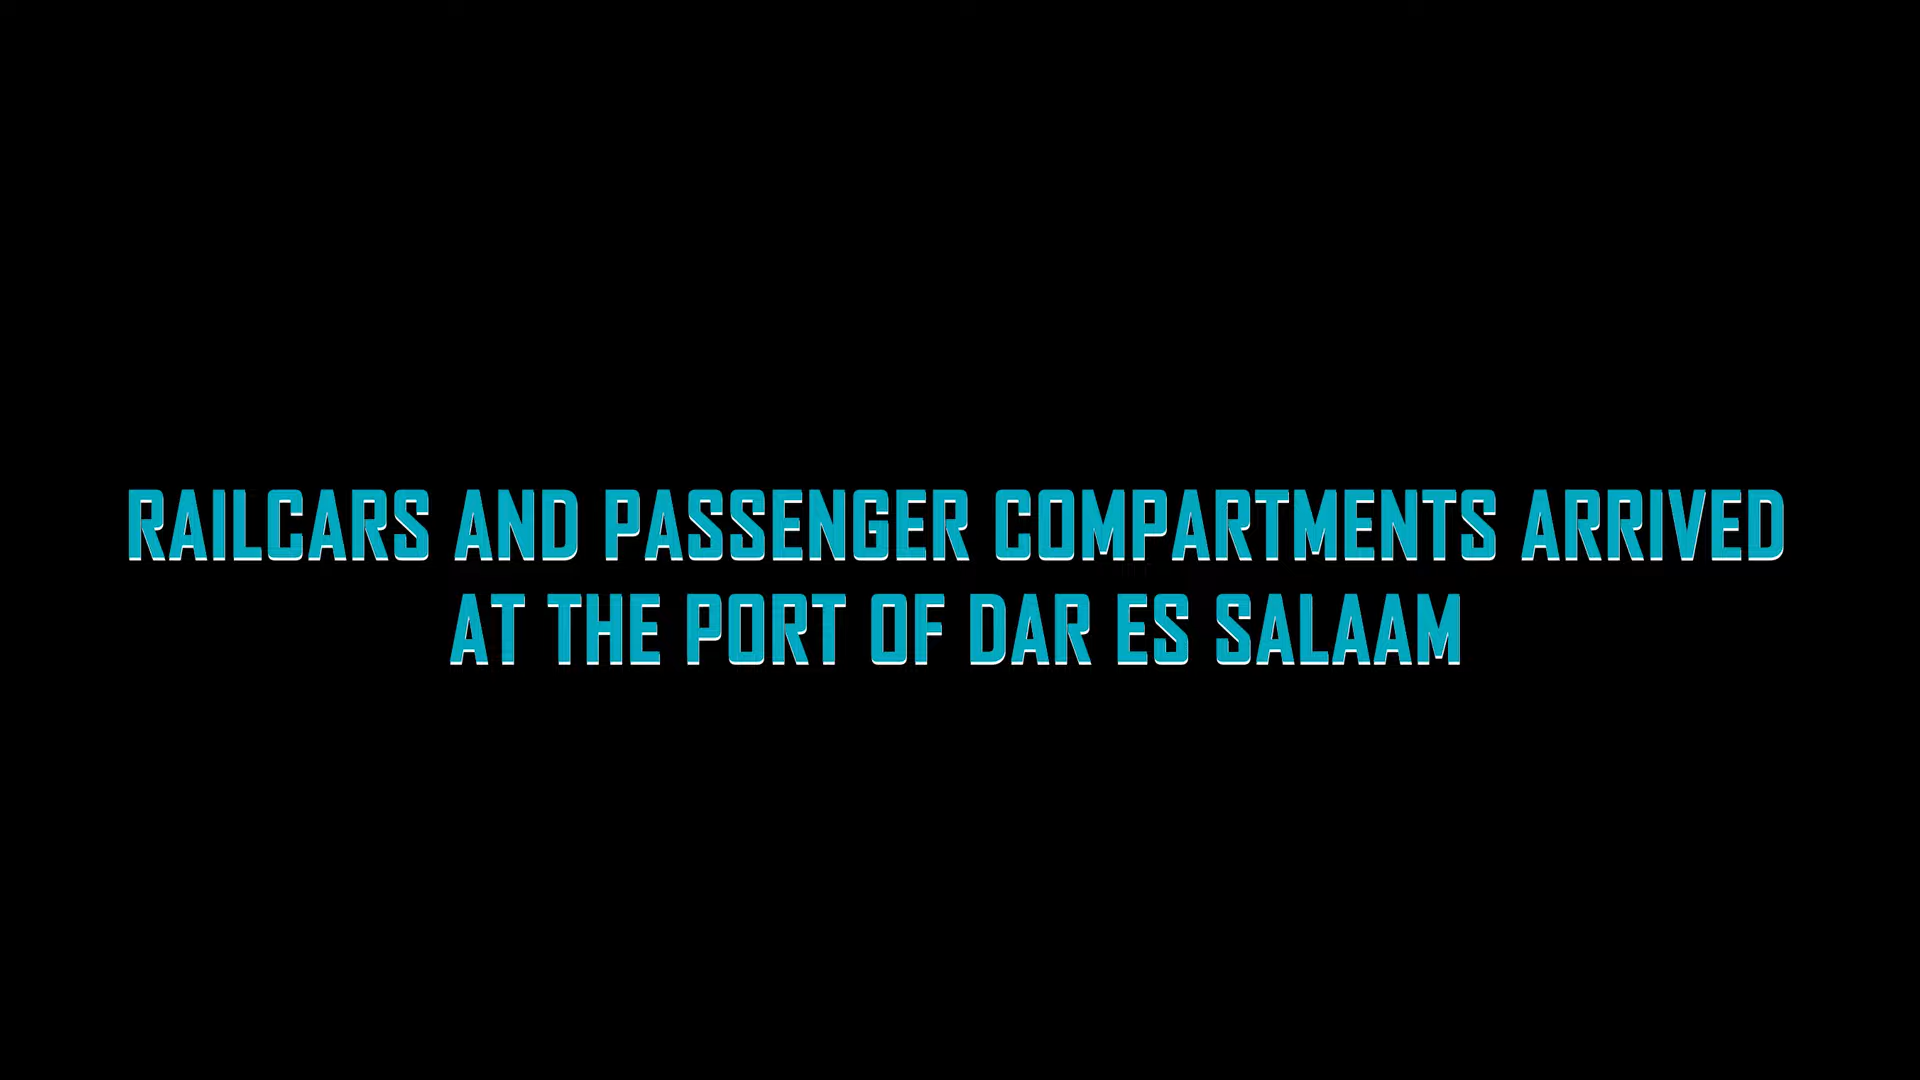 RAILCARS AND PASSENGER COMPARTMENTS ARRIVED
AT THE PORT OF DAR ES SALAAM